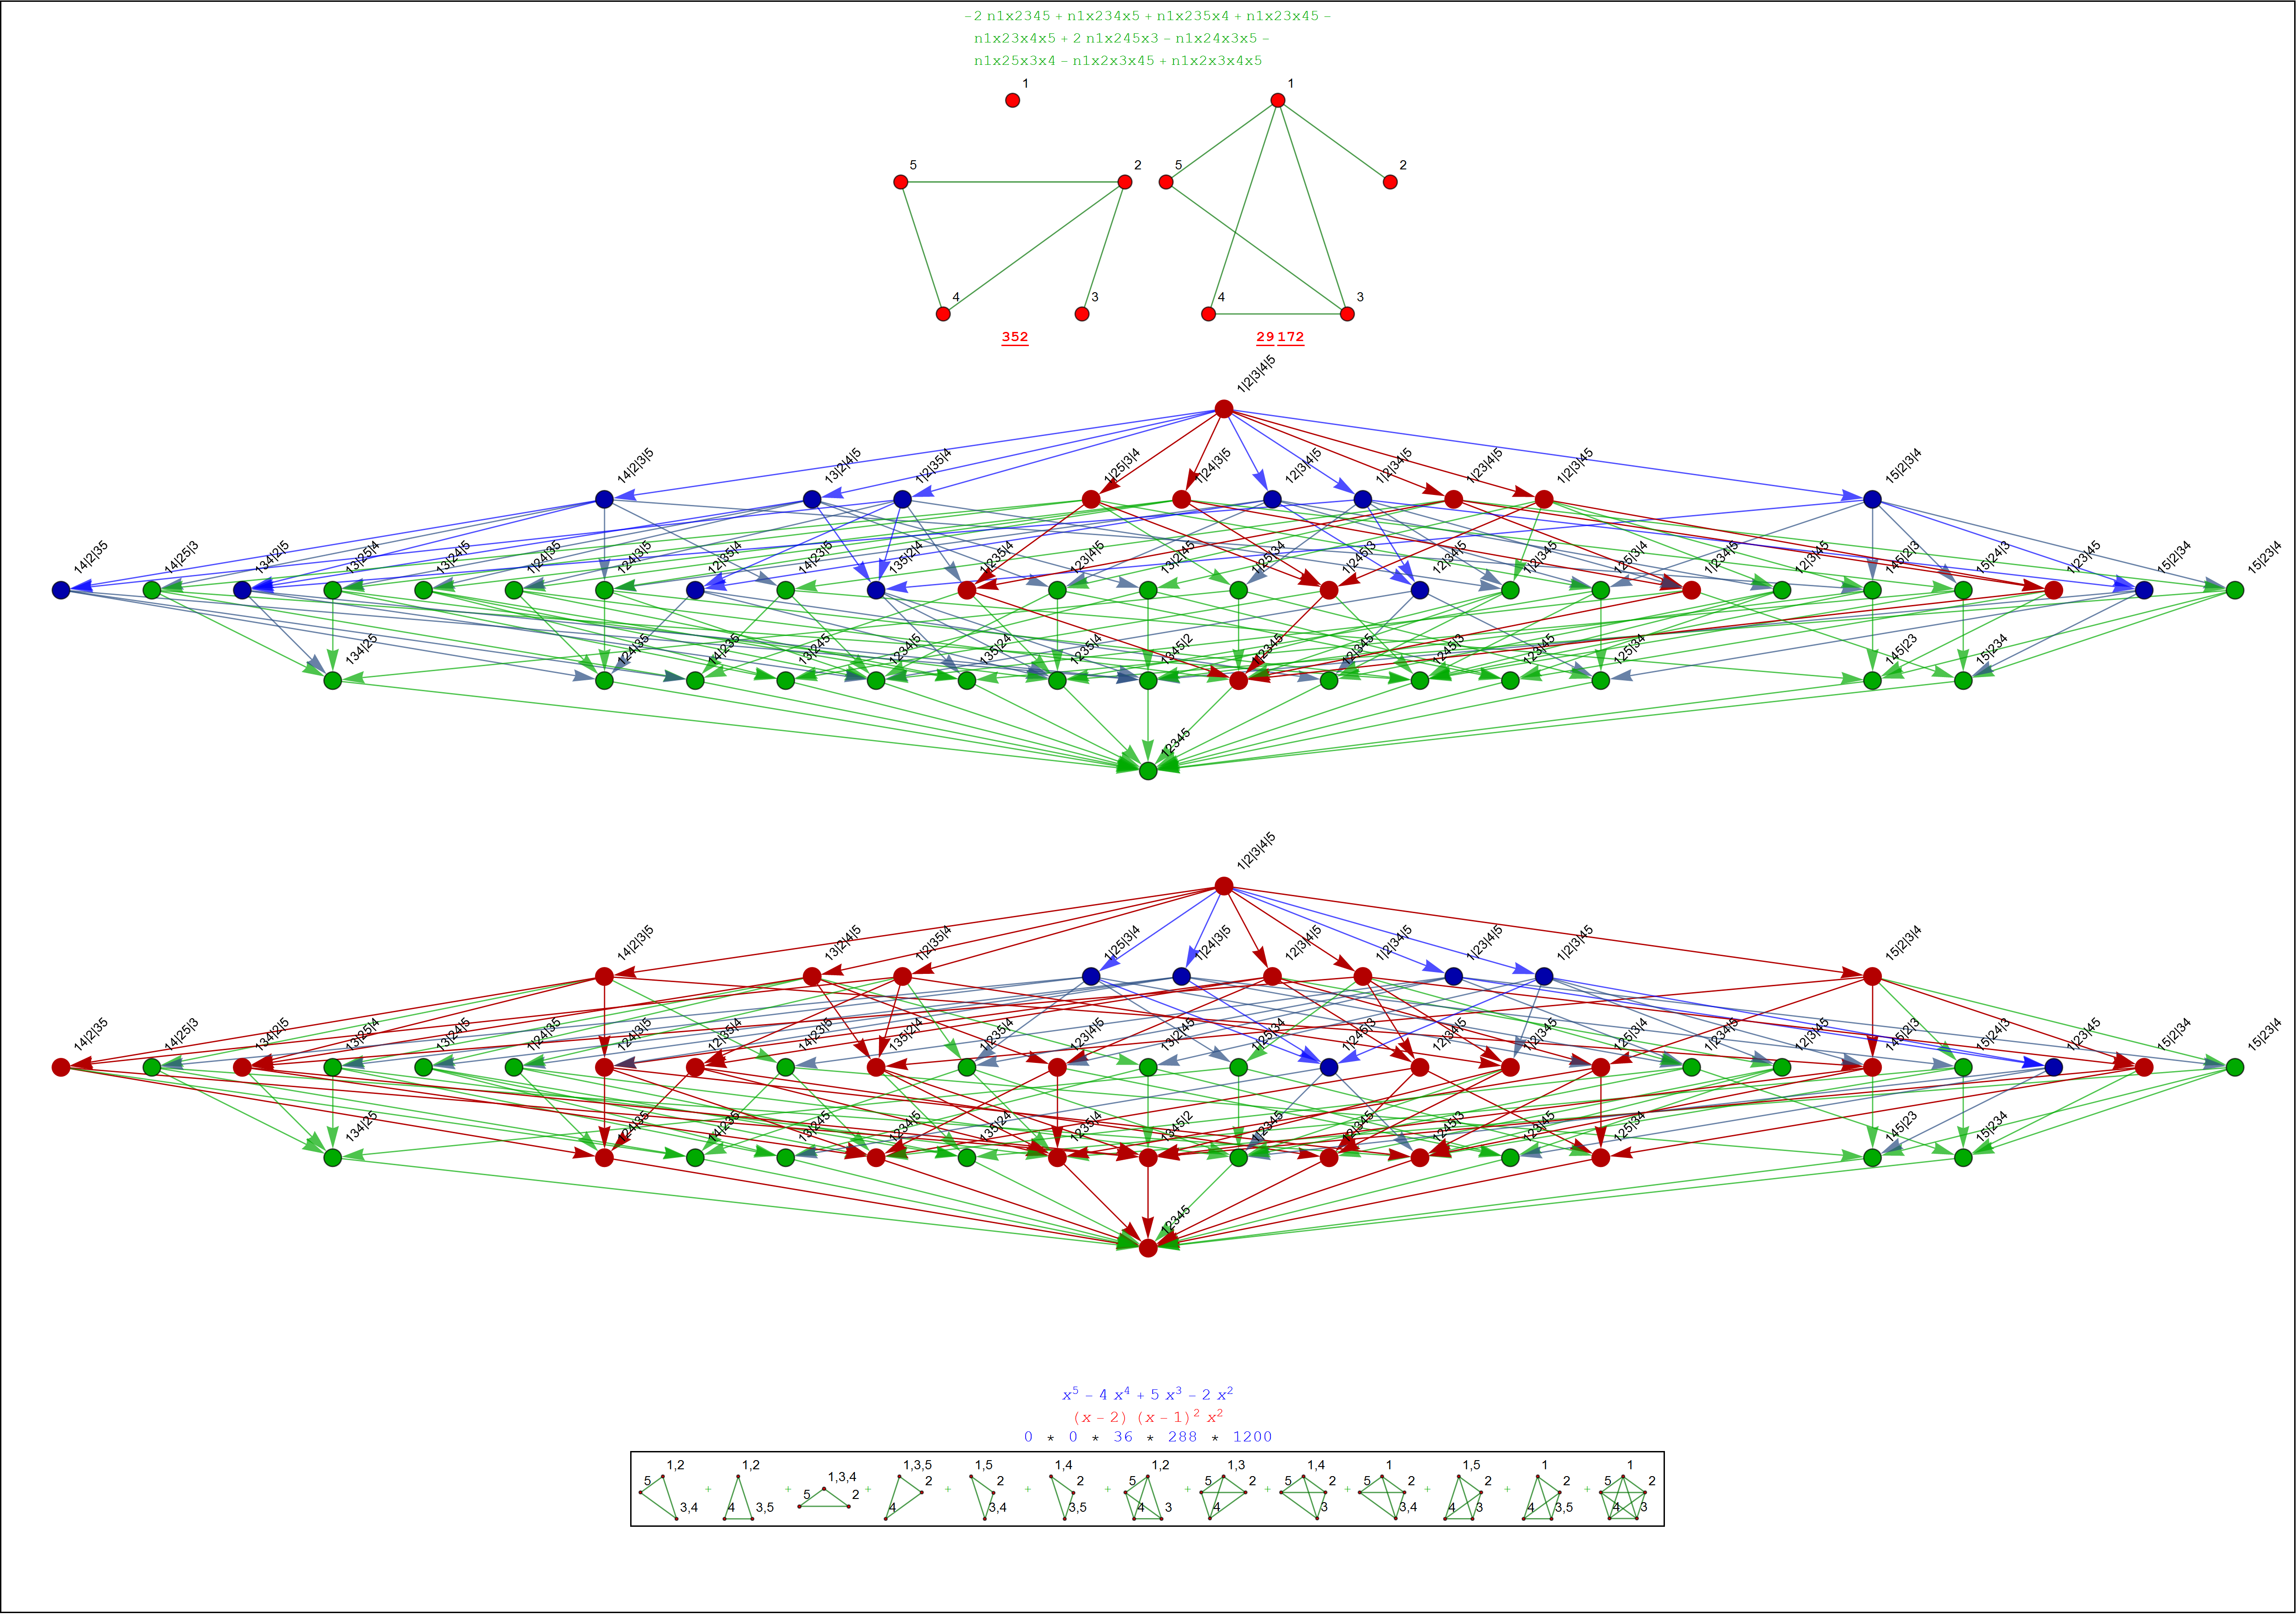 −2 n1x2345 + n1x234x5 + n1x235x4 + n1x23x45 −
n1x23x4x5 + 2 n1x245x3 − n1x24x3x5 −
n1x25x3x4 − n1x2x3x45 + n1x2x3x4x5
1 1
5 2 5 2
4 3 4 3
352 29172
1|2|3|4|5
14|2|3|5 13|2|4|5 1|2|35|4 1|25|3|4 1|24|3|5 12|3|4|5 1|2|34|5 1|23|4|5 1|2|3|45 15|2|3|4
14|2|35 14|25|3 134|2|5 13|25|4 13|24|5 1|24|35 124|3|5 12|35|4 14|23|5 135|2|4 1|235|4 123|4|5 13|2|45 1|25|34 1|245|3 12|34|5 1|2|345 125|3|4 1|234|5 12|3|45 145|2|3 15|24|3 1|23|45 15|2|34 15|23|4
134|25 124|35 14|235 13|245 1234|5 135|24 1235|4 1345|2 1|2345 12|345 1245|3 123|45 125|34 145|23 15|234
12345
1|2|3|4|5
14|2|3|5 13|2|4|5 1|2|35|4 1|25|3|4 1|24|3|5 12|3|4|5 1|2|34|5 1|23|4|5 1|2|3|45 15|2|3|4
14|2|35 14|25|3 134|2|5 13|25|4 13|24|5 1|24|35 124|3|5 12|35|4 14|23|5 135|2|4 1|235|4 123|4|5 13|2|45 1|25|34 1|245|3 12|34|5 1|2|345 125|3|4 1|234|5 12|3|45 145|2|3 15|24|3 1|23|45 15|2|34 15|23|4
134|25 124|35 14|235 13|245 1234|5 135|24 1235|4 1345|2 1|2345 12|345 1245|3 123|45 125|34 145|23 15|234
12345
x⁵ − 4 x⁴ + 5 x³ − 2 x²
(x − 2) (x − 1)² x²
0 * 0 * 36 * 288 * 1200
1,2 1,2 1,3,4 1,3,5 1,5 1,4 1,2 1,3 1,4 1 1,5 1 1
5 + + 5 2 + 2 + 2 + 2 + 5 + 5 2 + 5 2 + 5 2 + 2 + 2 + 5 2
3,4 4 3,5 4 3,4 3,5 4 3 4 3 3,4 4 3 4 3,5 4 3